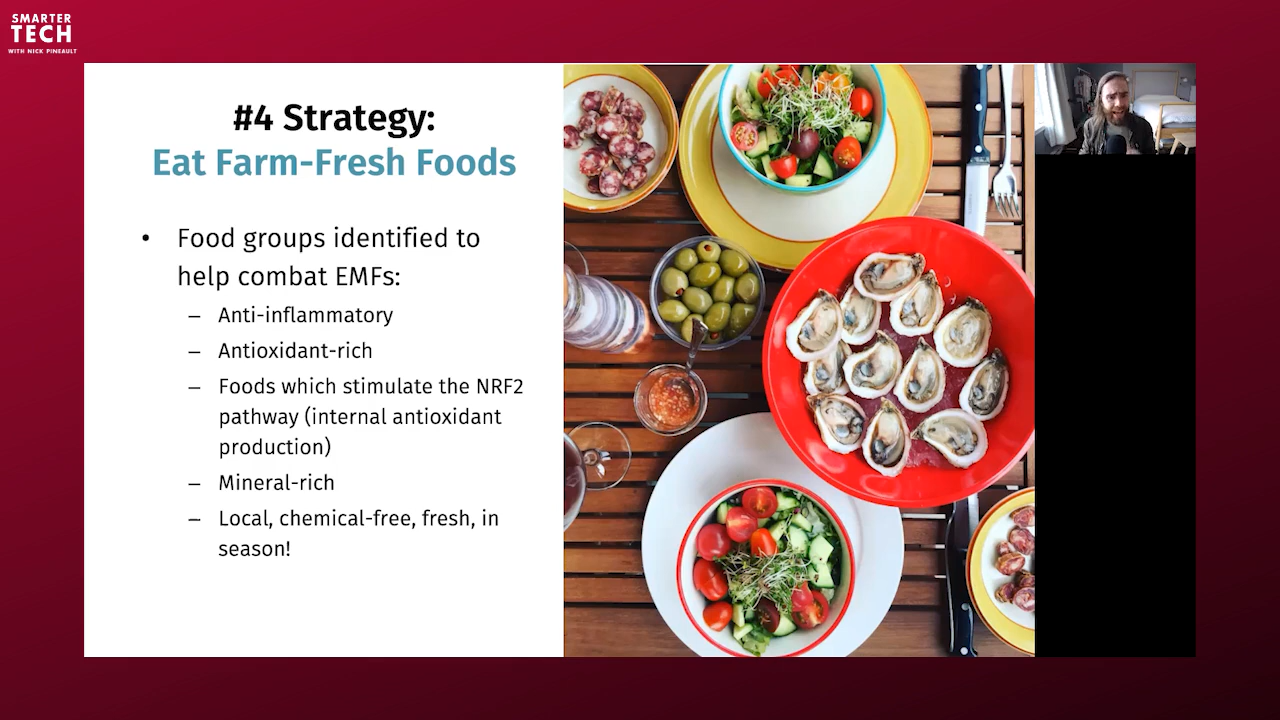 SMARTER
TECH
WITH NICK PINEAULT
#4 Strategy:
Eat Farm-Fresh Foods
• Food groups identified to
help combat EMFs:
– Anti-inflammatory
– Antioxidant-rich
– Foods which stimulate the NRF2
pathway (internal antioxidant
production)
– Mineral-rich
– Local, chemical-free, fresh, in
season!